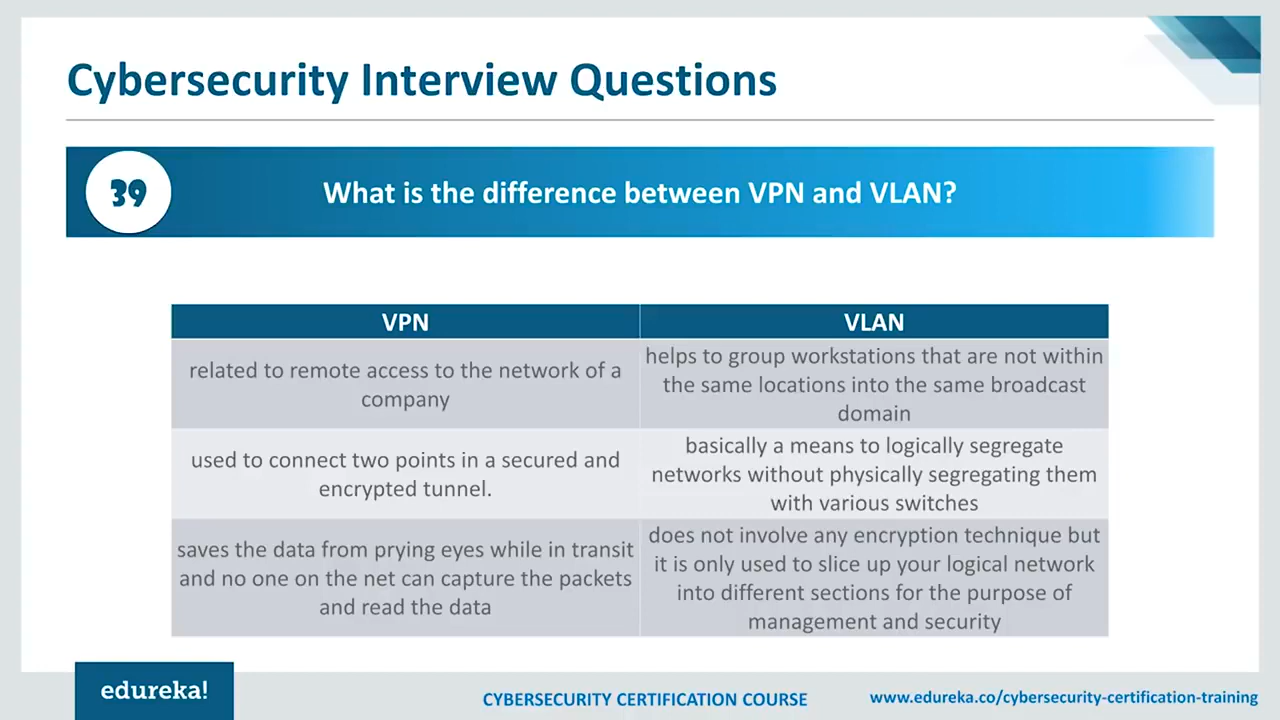 Cybersecurity Interview Questions
39
What is the difference between VPN and VLAN?
VPN
VLAN
related to remote access to the network of a
company
helps to group workstations that are not within
the same locations into the same broadcast
domain
used to connect two points in a secured and
encrypted tunnel.
basically a means to logically segregate
networks without physically segregating them
with various switches
saves the data from prying eyes while in transit
and no one on the net can capture the packets
and read the data
does not involve any encryption technique but
it is only used to slice up your logical network
into different sections for the purpose of
management and security
edureka!
CYBERSECURITY CERTIFICATION COURSE
www.edureka.co/cybersecurity-certification-training